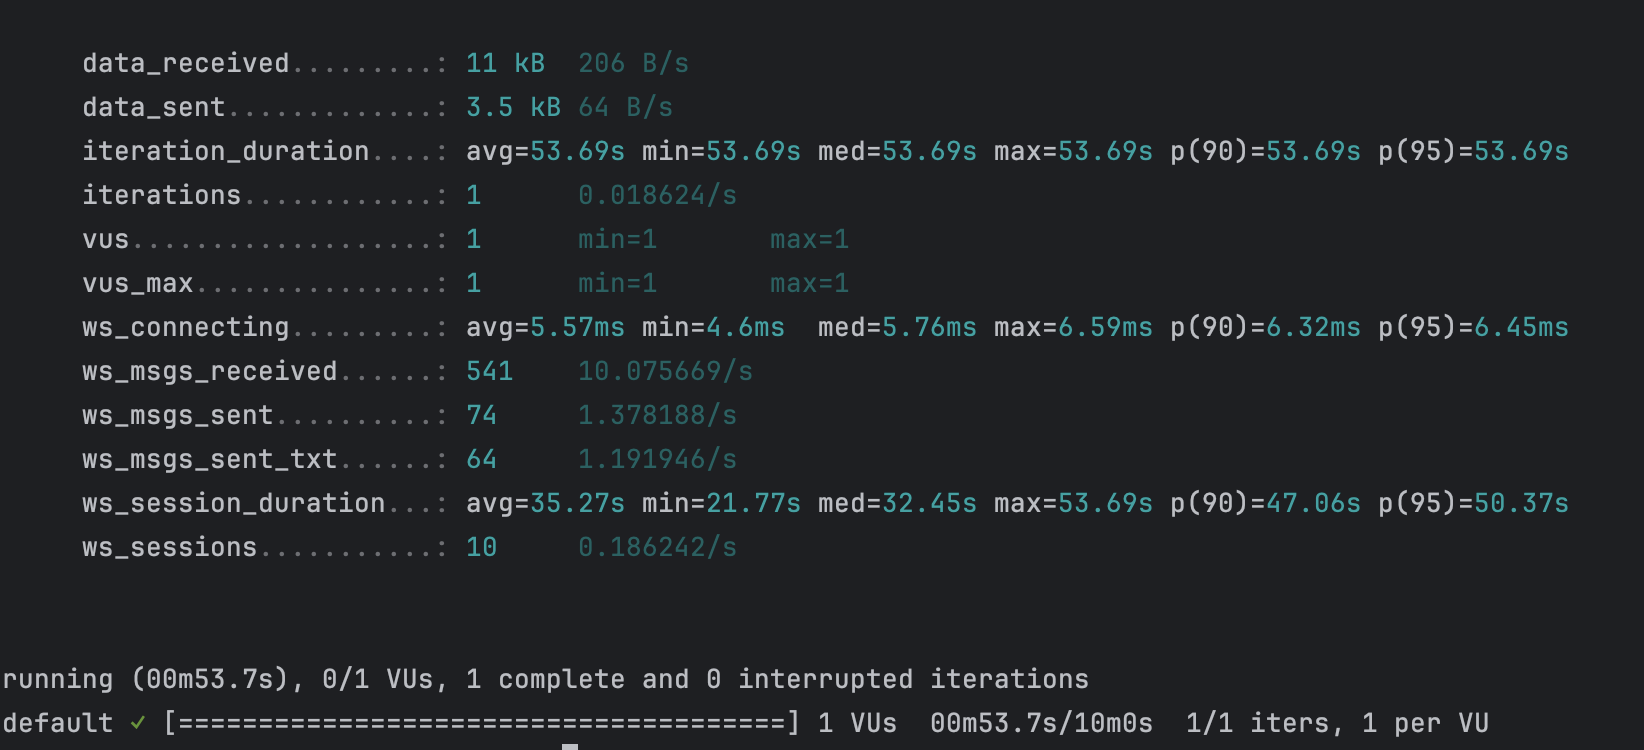 data_received.........: 11 kB  206 B/s
data_sent.............: 3.5 kB 64 B/s
iteration_duration....: avg=53.69s min=53.69s med=53.69s max=53.69s p(90)=53.69s p(95)=53.69s
iterations............: 1      0.018624/s
vus...................: 1      min=1       max=1
vus_max...............: 1      min=1       max=1
ws_connecting.........: avg=5.57ms min=4.6ms  med=5.76ms max=6.59ms p(90)=6.32ms p(95)=6.45ms
ws_msgs_received......: 541    10.075669/s
ws_msgs_sent..........: 74     1.378188/s
ws_msgs_sent_txt......: 64     1.191946/s
ws_session_duration...: avg=35.27s min=21.77s med=32.45s max=53.69s p(90)=47.06s p(95)=50.37s
ws_sessions...........: 10     0.186242/s
running (00m53.7s), 0/1 VUs, 1 complete and 0 interrupted iterations
default ✓ [======================================] 1 VUs  00m53.7s/10m0s  1/1 iters, 1 per VU